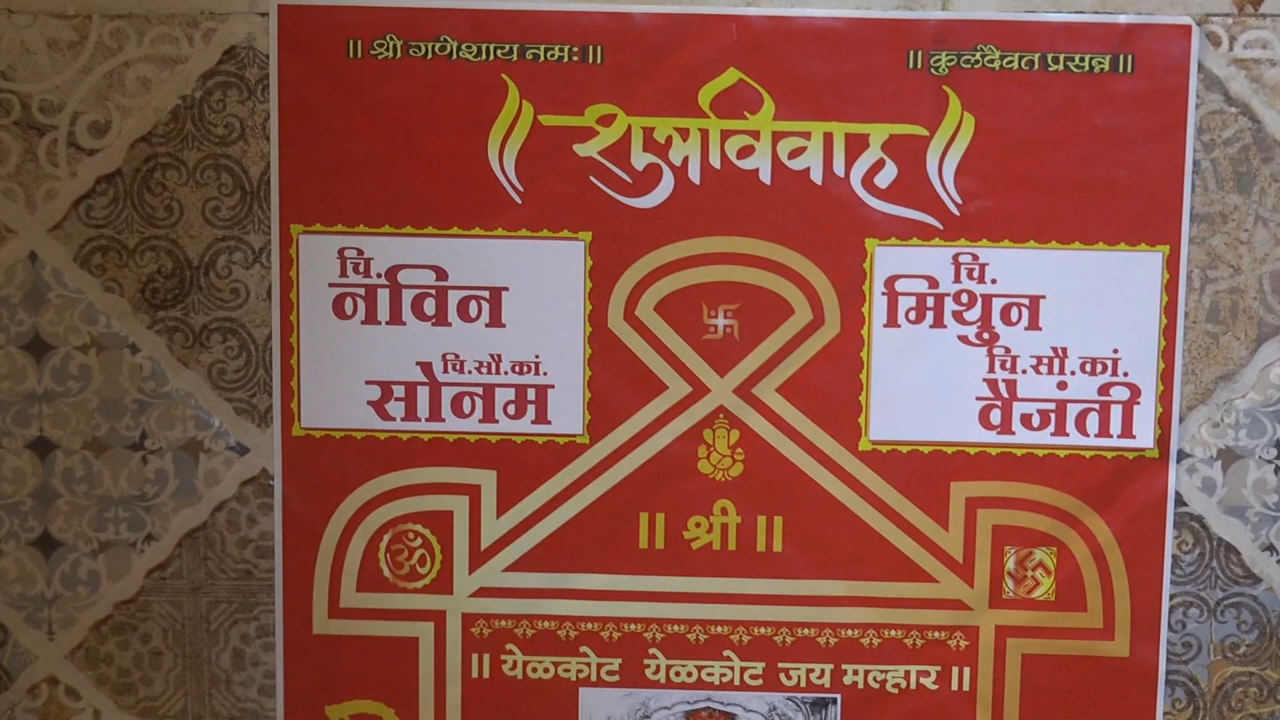 || श्री गणेशाय नमः ||
|| कुलदैवत प्रसन्न ||
|| शुभविवाह ||
चि.
नविन
चि.सौ.कां.
सोनम
चि.
मिथुन
चि.सौ.कां.
वैजंती
ॐ
|| श्री ||
|| येळकोट येळकोट जय मल्हार ||